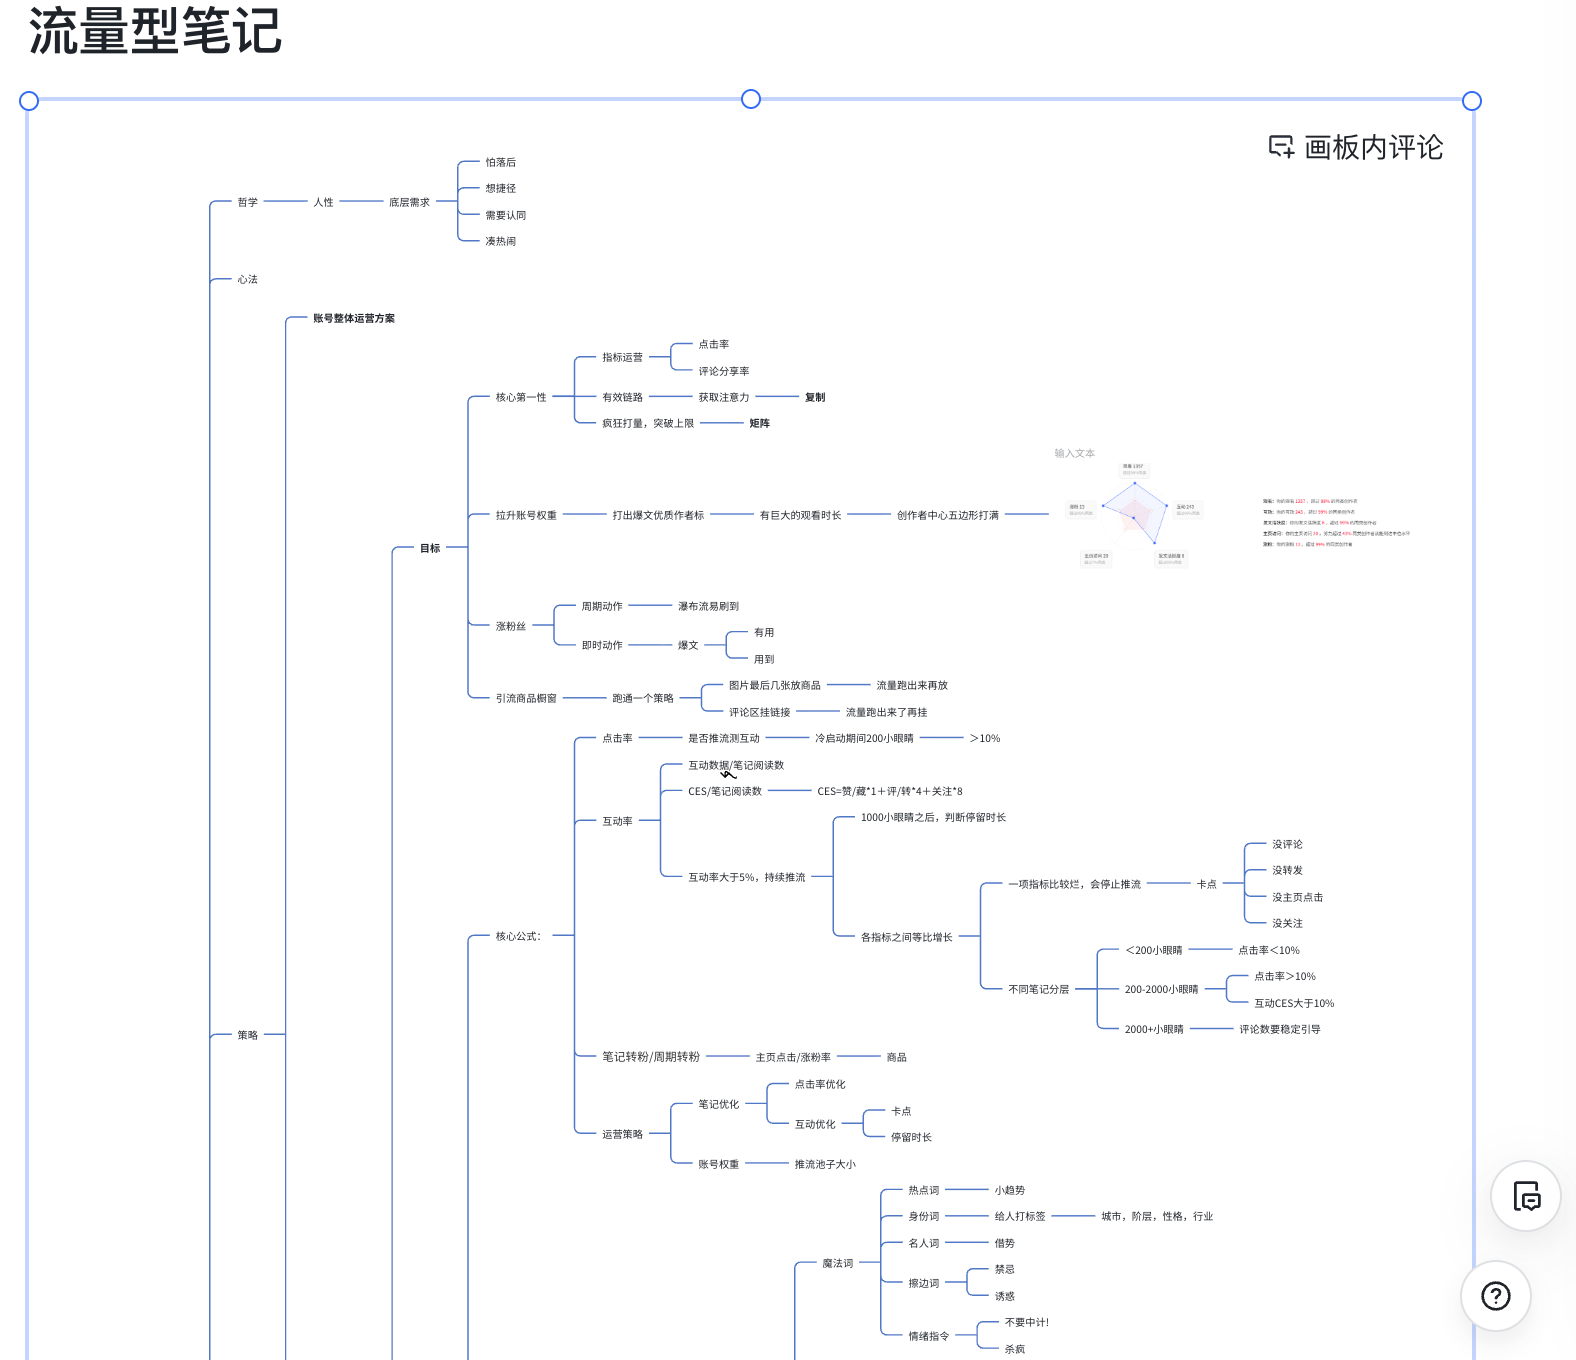 流量型笔记
画板内评论
怕落后
想捷径
哲学 人性 底层需求
需要认同
凑热闹
心法
账号整体运营方案
点击率
指标运营
评论分享率
核心第一性 有效链路 获取注意力 复制
疯狂打量，突破上限 矩阵
输入文本
拉升账号权重 打出爆文优质作者标 有巨大的观看时长 创作者中心五边形打满
目标
周期动作 瀑布流易刷到
涨粉丝
有用
即时动作 爆文
用到
图片最后几张放商品 流量跑出来再放
引流商品橱窗 跑通一个策略
评论区挂链接 流量跑出来了再挂
点击率 是否推流测互动 冷启动期间200小眼睛 ＞10%
互动数据/笔记阅读数
CES/笔记阅读数 CES=赞/藏*1＋评/转*4＋关注*8
互动率
1000小眼睛之后，判断停留时长
没评论
没转发
互动率大于5%，持续推流
一项指标比较烂，会停止推流 卡点
没主页点击
没关注
核心公式：
各指标之间等比增长
＜200小眼睛 点击率＜10%
点击率＞10%
不同笔记分层 200-2000小眼睛
互动CES大于10%
2000+小眼睛 评论数要稳定引导
策略
笔记转粉/周期转粉 主页点击/涨粉率 商品
点击率优化
笔记优化
卡点
互动优化
停留时长
运营策略
账号权重 推流池子大小
热点词 小趋势
身份词 给人打标签 城市，阶层，性格，行业
名人词 借势
魔法词
禁忌
擦边词
诱惑
不要中计!
情绪指令
杀疯